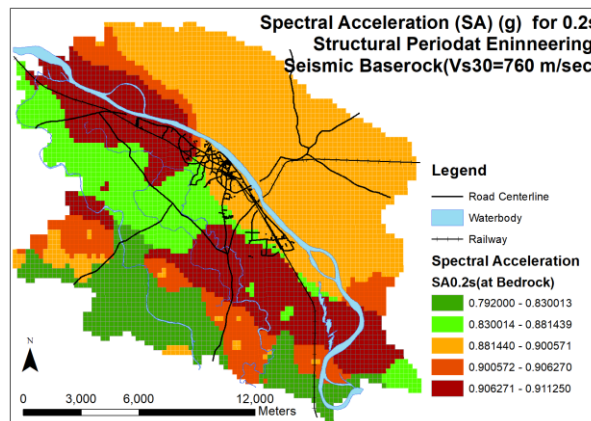 Spectral Acceleration (SA) (g) for 0.2s
Structural Periodat Eninneering
Seismic Baserock(Vs30=760 m/sec
Legend
Road Centerline
Waterbody
Railway
Spectral Acceleration
SA0.2s(at Bedrock)
0.792000 - 0.830013
0.830014 - 0.881439
0.881440 - 0.900571
0.900572 - 0.906270
0.906271 - 0.911250
N
0 3,000 6,000 12,000
Meters